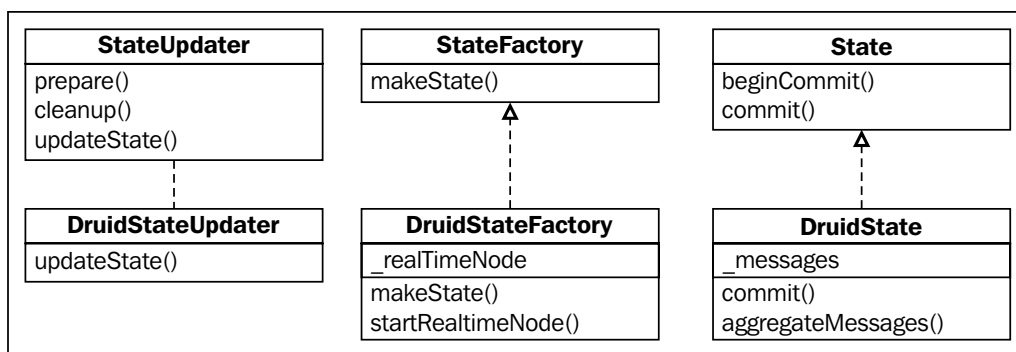 StateUpdater
prepare()
cleanup()
updateState()
StateFactory
makeState()
State
beginCommit()
commit()
DruidStateUpdater
updateState()
DruidStateFactory
_realTimeNode
makeState()
startRealtimeNode()
DruidState
_messages
commit()
aggregateMessages()